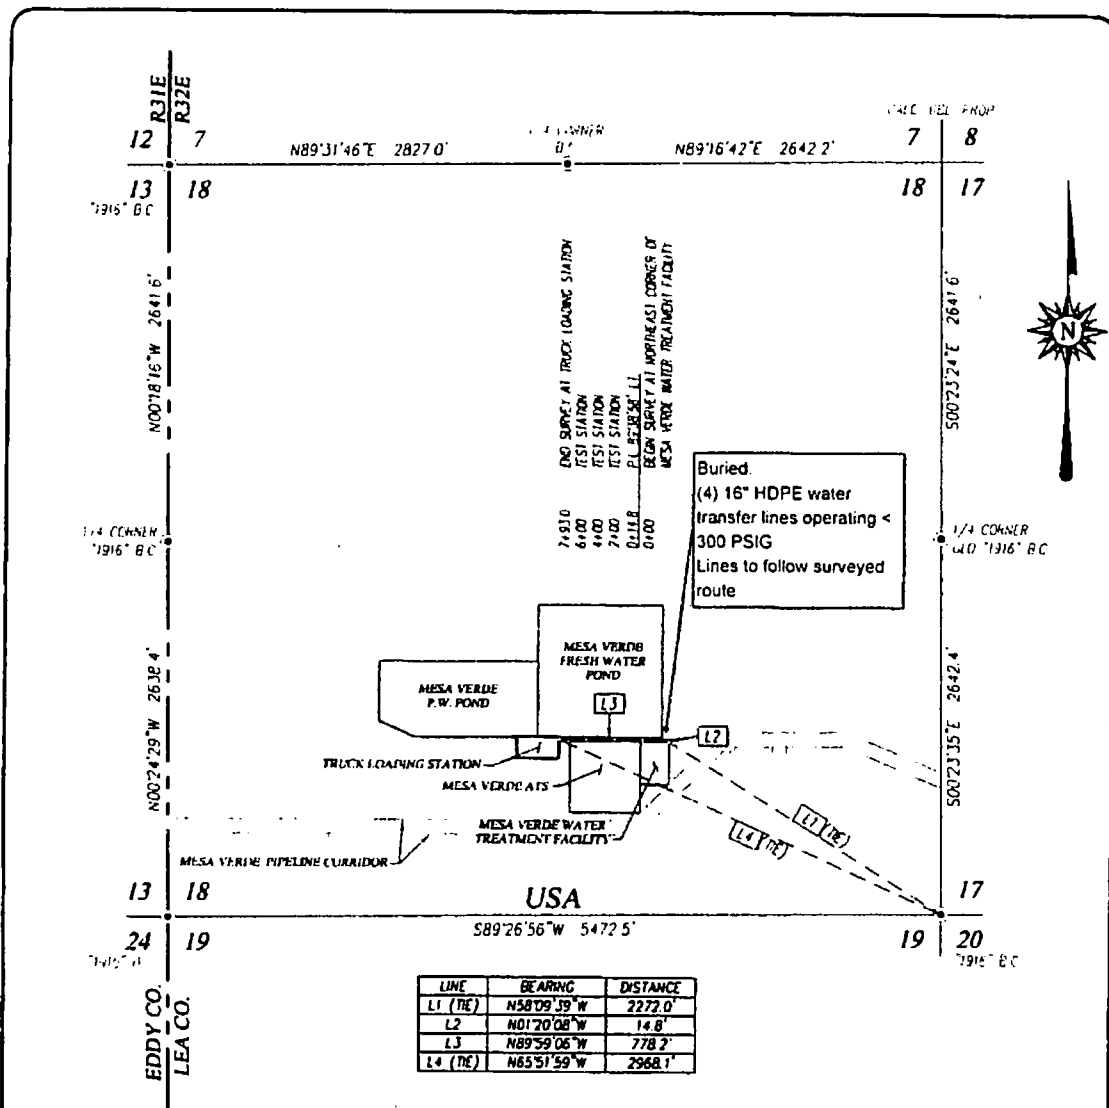 R31E
R32E
12 7
13 18
"1916" B C
N89°31'46"E 2827.0'
N89°16'42"E 2642.2'
7 8
18 17
N00°18'16"W 2641.6'
S00°23'24"E 2641.6'
N
7+93.0 END SURVEY AT TRUCK LOADING STATION
6+00 TEST STATION
4+00 TEST STATION
2+00 TEST STATION
0+14.8
0+00 BEGIN SURVEY AT NORTHEAST CORNER OF
MESA VERDE WATER TREATMENT FACILITY
Buried.
(4) 16" HDPE water
transfer lines operating <
300 PSIG
Lines to follow surveyed
route
1/4 CORNER
"1916" B C
1/4 CORNER
GLO "1916" B C
MESA VERDE
FRESH WATER
POND
MESA VERDE
P.W. POND
L3
L2
TRUCK LOADING STATION
MESA VERDE ATS
MESA VERDE WATER
TREATMENT FACILITY
L1 (TIE)
L4 (TIE)
MESA VERDE PIPELINE CORRIDOR
N00°24'29"W 2638.4'
S00°23'35"E 2642.4'
13 18
24 19
USA
S89°26'56"W 5472.5'
17
19 20
"1916" B C
EDDY CO.
LEA CO.
LINE BEARING DISTANCE
L1 (TIE) N58°09'39"W 2272.0'
L2 N01°20'08"W 14.8'
L3 N89°59'06"W 778.2'
L4 (TIE) N65°51'59"W 2968.1'